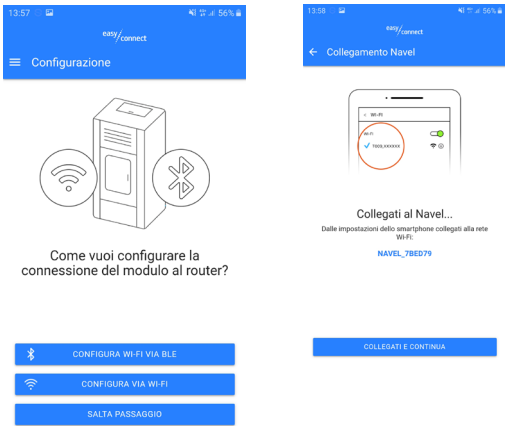 13:57
56%
easy/connect
Configurazione
Come vuoi configurare la
connessione del modulo al router?
CONFIGURA WI-FI VIA BLE
CONFIGURA VIA WI-FI
SALTA PASSAGGIO
13:58
56%
easy/connect
Collegamento Navel
WI-FI
Wi-Fi
Collegati al Navel...
Dalle impostazioni dello smartphone collegati alla rete
Wi-Fi:
NAVEL_7BED79
COLLEGATI E CONTINUA